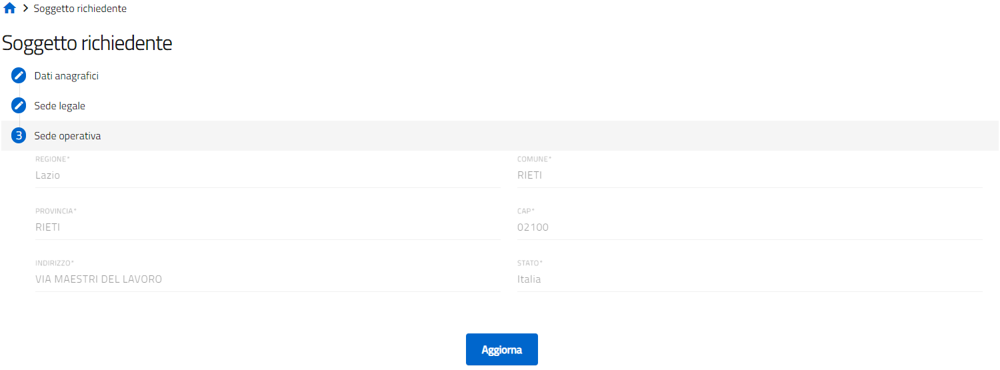 Soggetto richiedente
Soggetto richiedente
Dati anagrafici
Sede legale
3 Sede operativa
REGIONE* COMUNE*
Lazio RIETI
PROVINCIA* CAP*
RIETI 02100
INDIRIZZO* STATO*
VIA MAESTRI DEL LAVORO Italia
Aggiorna